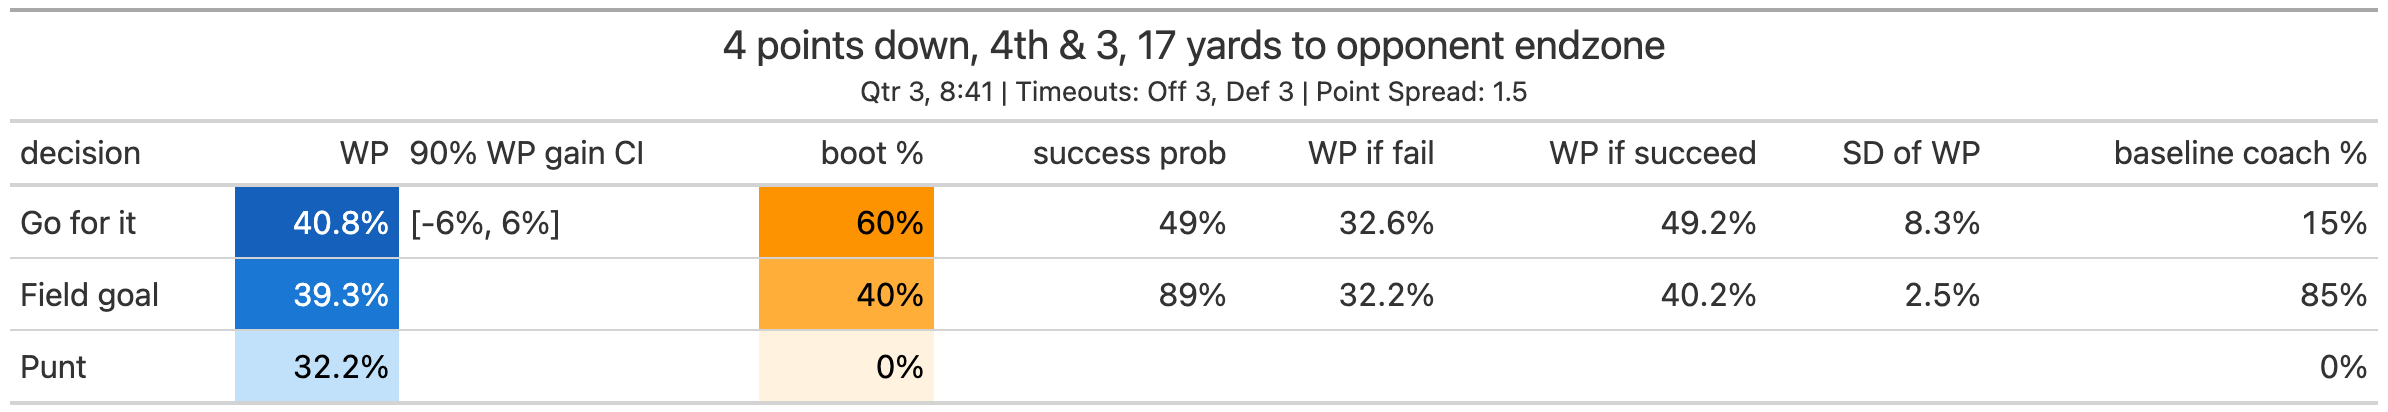 4 points down, 4th & 3, 17 yards to opponent endzone
Qtr 3, 8:41 | Timeouts: Off 3, Def 3 | Point Spread: 1.5
decision WP 90% WP gain CI boot % success prob WP if fail WP if succeed SD of WP baseline coach %
Go for it 40.8% [-6%, 6%] 60% 49% 32.6% 49.2% 8.3% 15%
Field goal 39.3% 40% 89% 32.2% 40.2% 2.5% 85%
Punt 32.2% 0% 0%